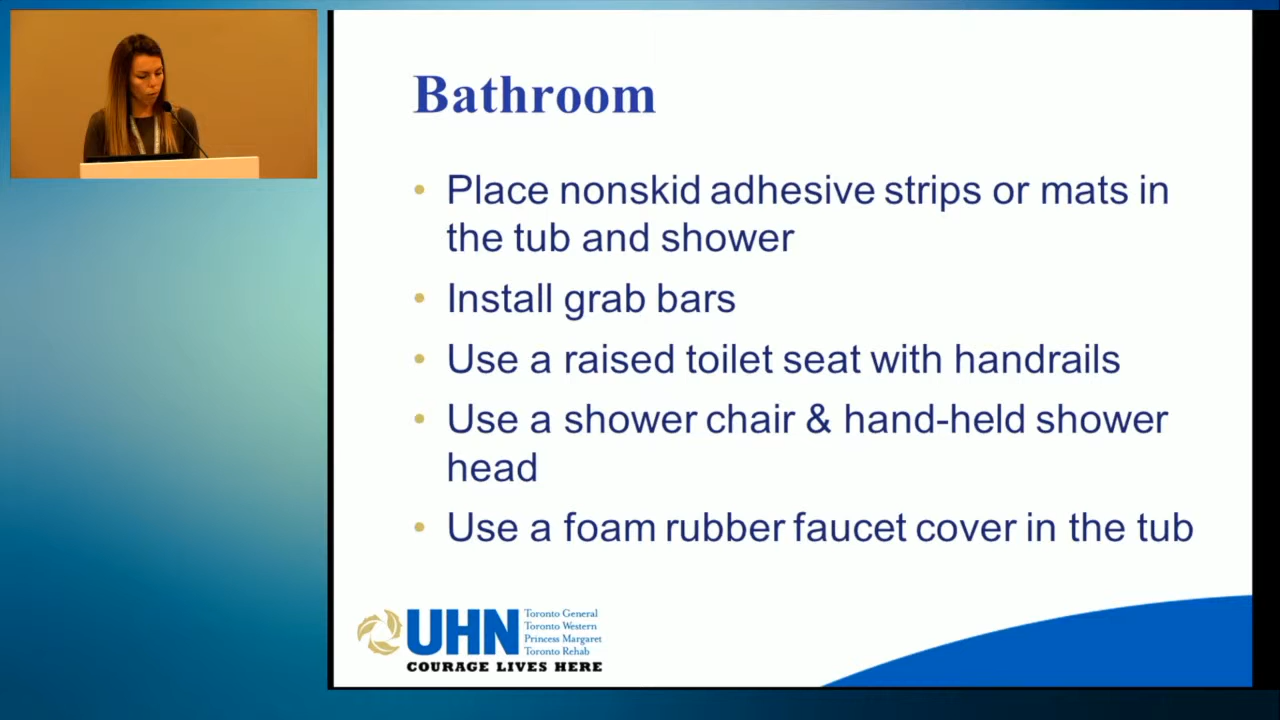 Bathroom
• Place nonskid adhesive strips or mats in
the tub and shower
• Install grab bars
• Use a raised toilet seat with handrails
• Use a shower chair & hand-held shower
head
• Use a foam rubber faucet cover in the tub
UHN
Toronto General
Toronto Western
Princess Margaret
Toronto Rehab
COURAGE LIVES HERE